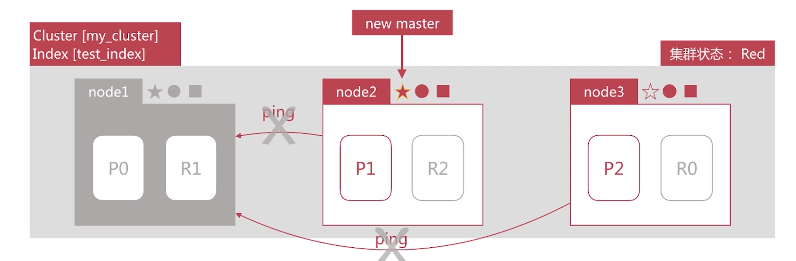 new master
Cluster [my_cluster]
Index [test_index]
集群状态： Red
node1
node2
node3
ping
P0
R1
P1
R2
P2
R0
ping